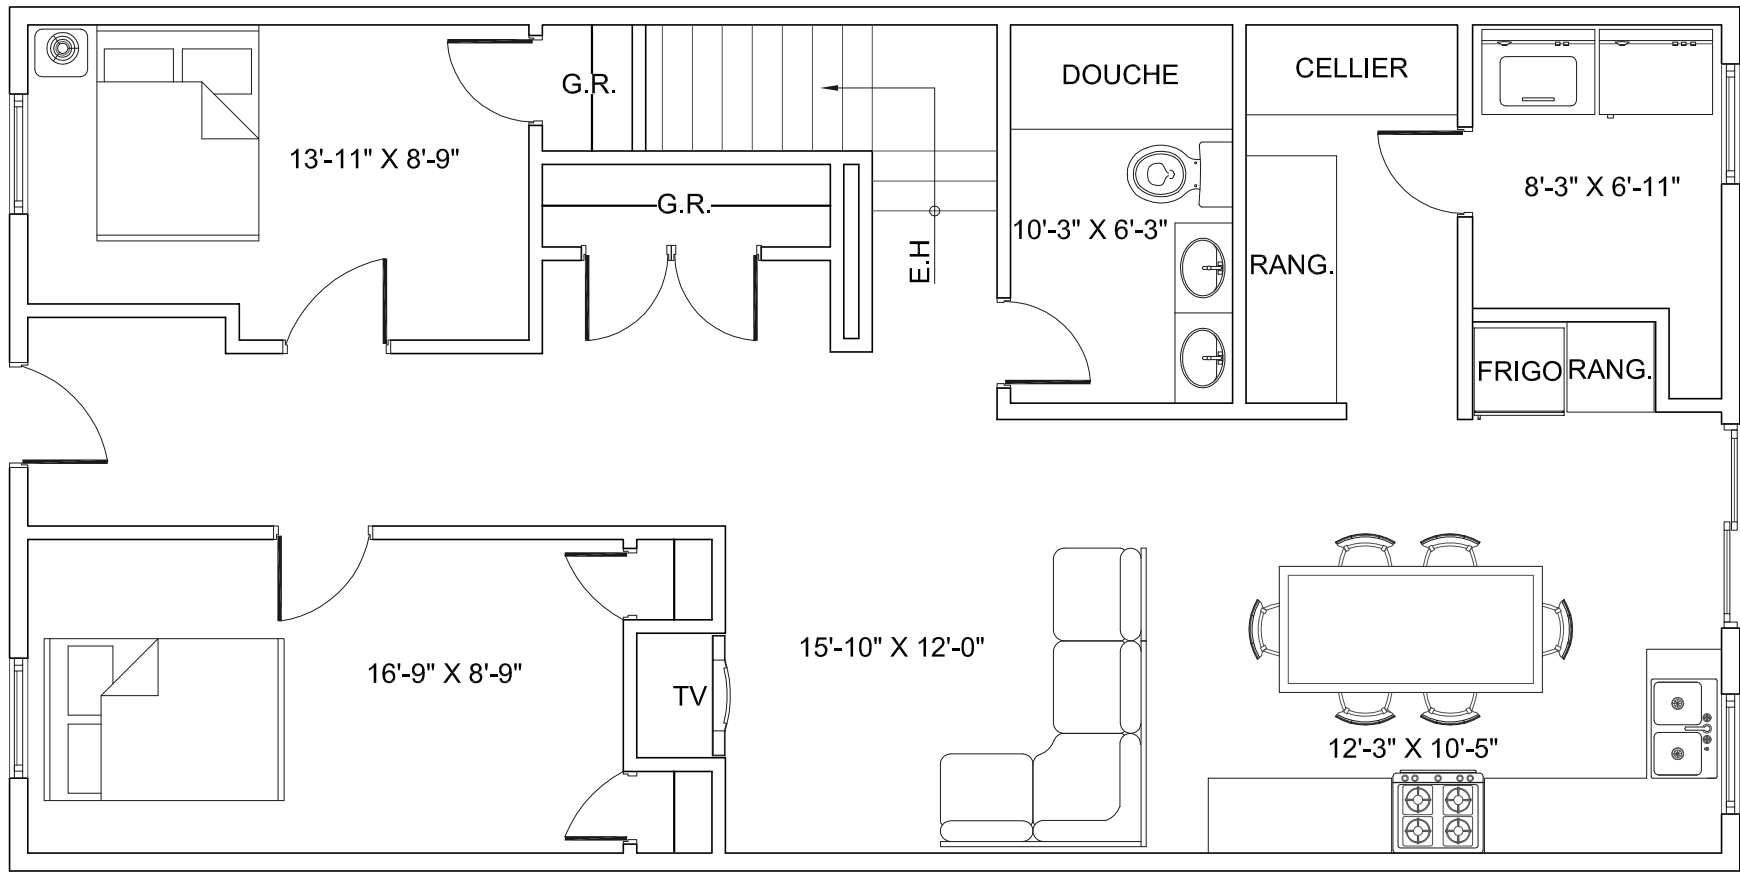 DOUCHE
CELLIER
G.R.
13'-11" X 8'-9"
8'-3" X 6'-11"
G.R.
10'-3" X 6'-3"
E.H
RANG.
FRIGO
RANG.
15'-10" X 12'-0"
16'-9" X 8'-9"
TV
12'-3" X 10'-5"